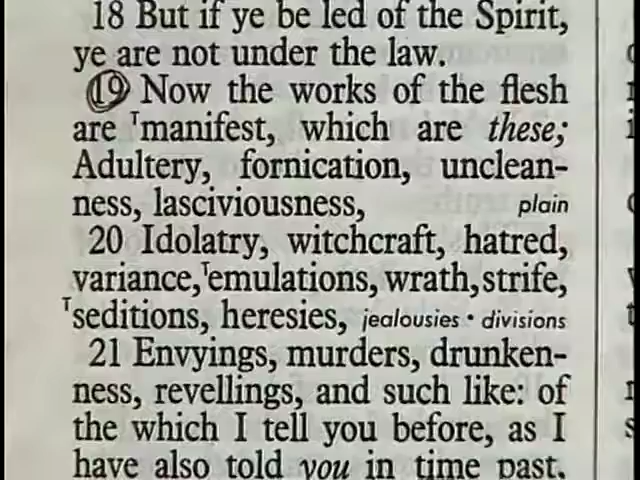 18 But if ye be led of the Spirit,
ye are not under the law.
19 Now the works of the flesh
are ᵀmanifest, which are these;
Adultery, fornication, unclean-
ness, lasciviousness, plain
20 Idolatry, witchcraft, hatred,
variance, ᵀemulations, wrath, strife,
ᵀseditions, heresies, jealousies • divisions
21 Envyings, murders, drunken-
ness, revellings, and such like: of
the which I tell you before, as I
have also told you in time past,